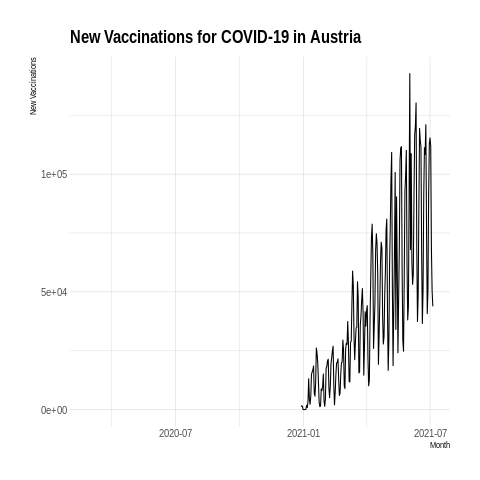 New Vaccinations for COVID-19 in Austria
New Vaccinations
1e+05
5e+04
0e+00
2020-07
2021-01
2021-07
Month